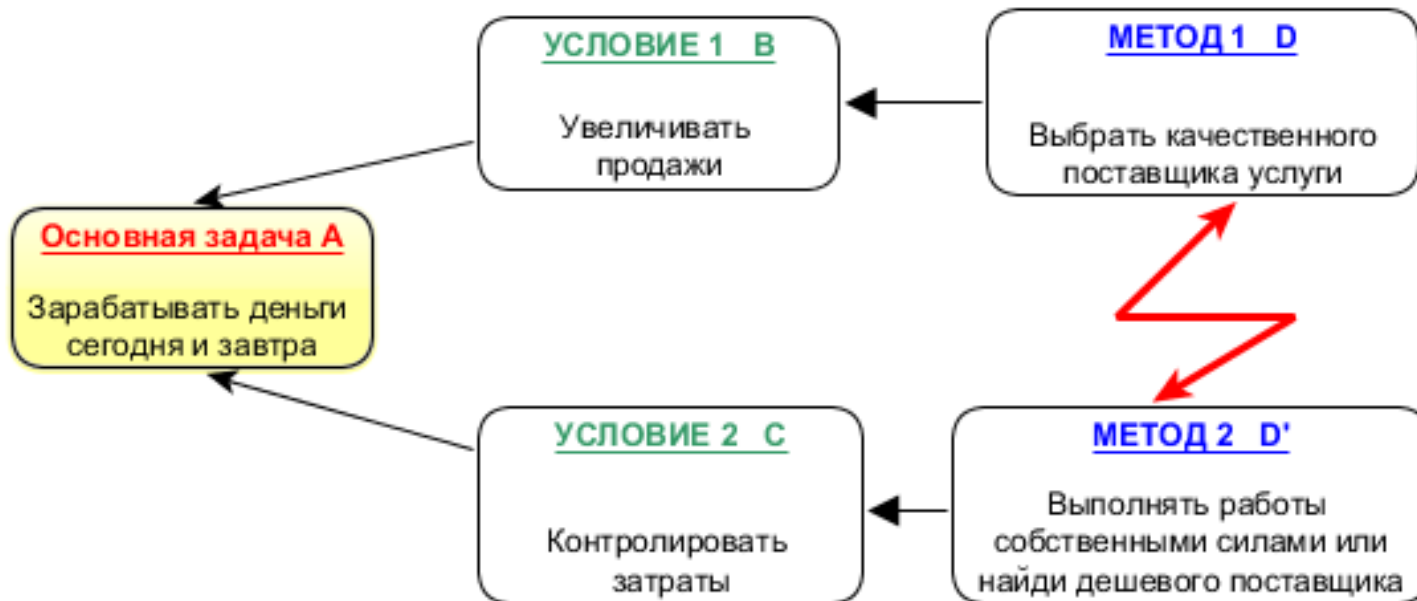 УСЛОВИЕ 1 B
Увеличивать
продажи
МЕТОД 1 D
Выбрать качественного
поставщика услуги
Основная задача А
Зарабатывать деньги
сегодня и завтра
УСЛОВИЕ 2 C
Контролировать
затраты
МЕТОД 2 D'
Выполнять работы
собственными силами или
найди дешевого поставщика